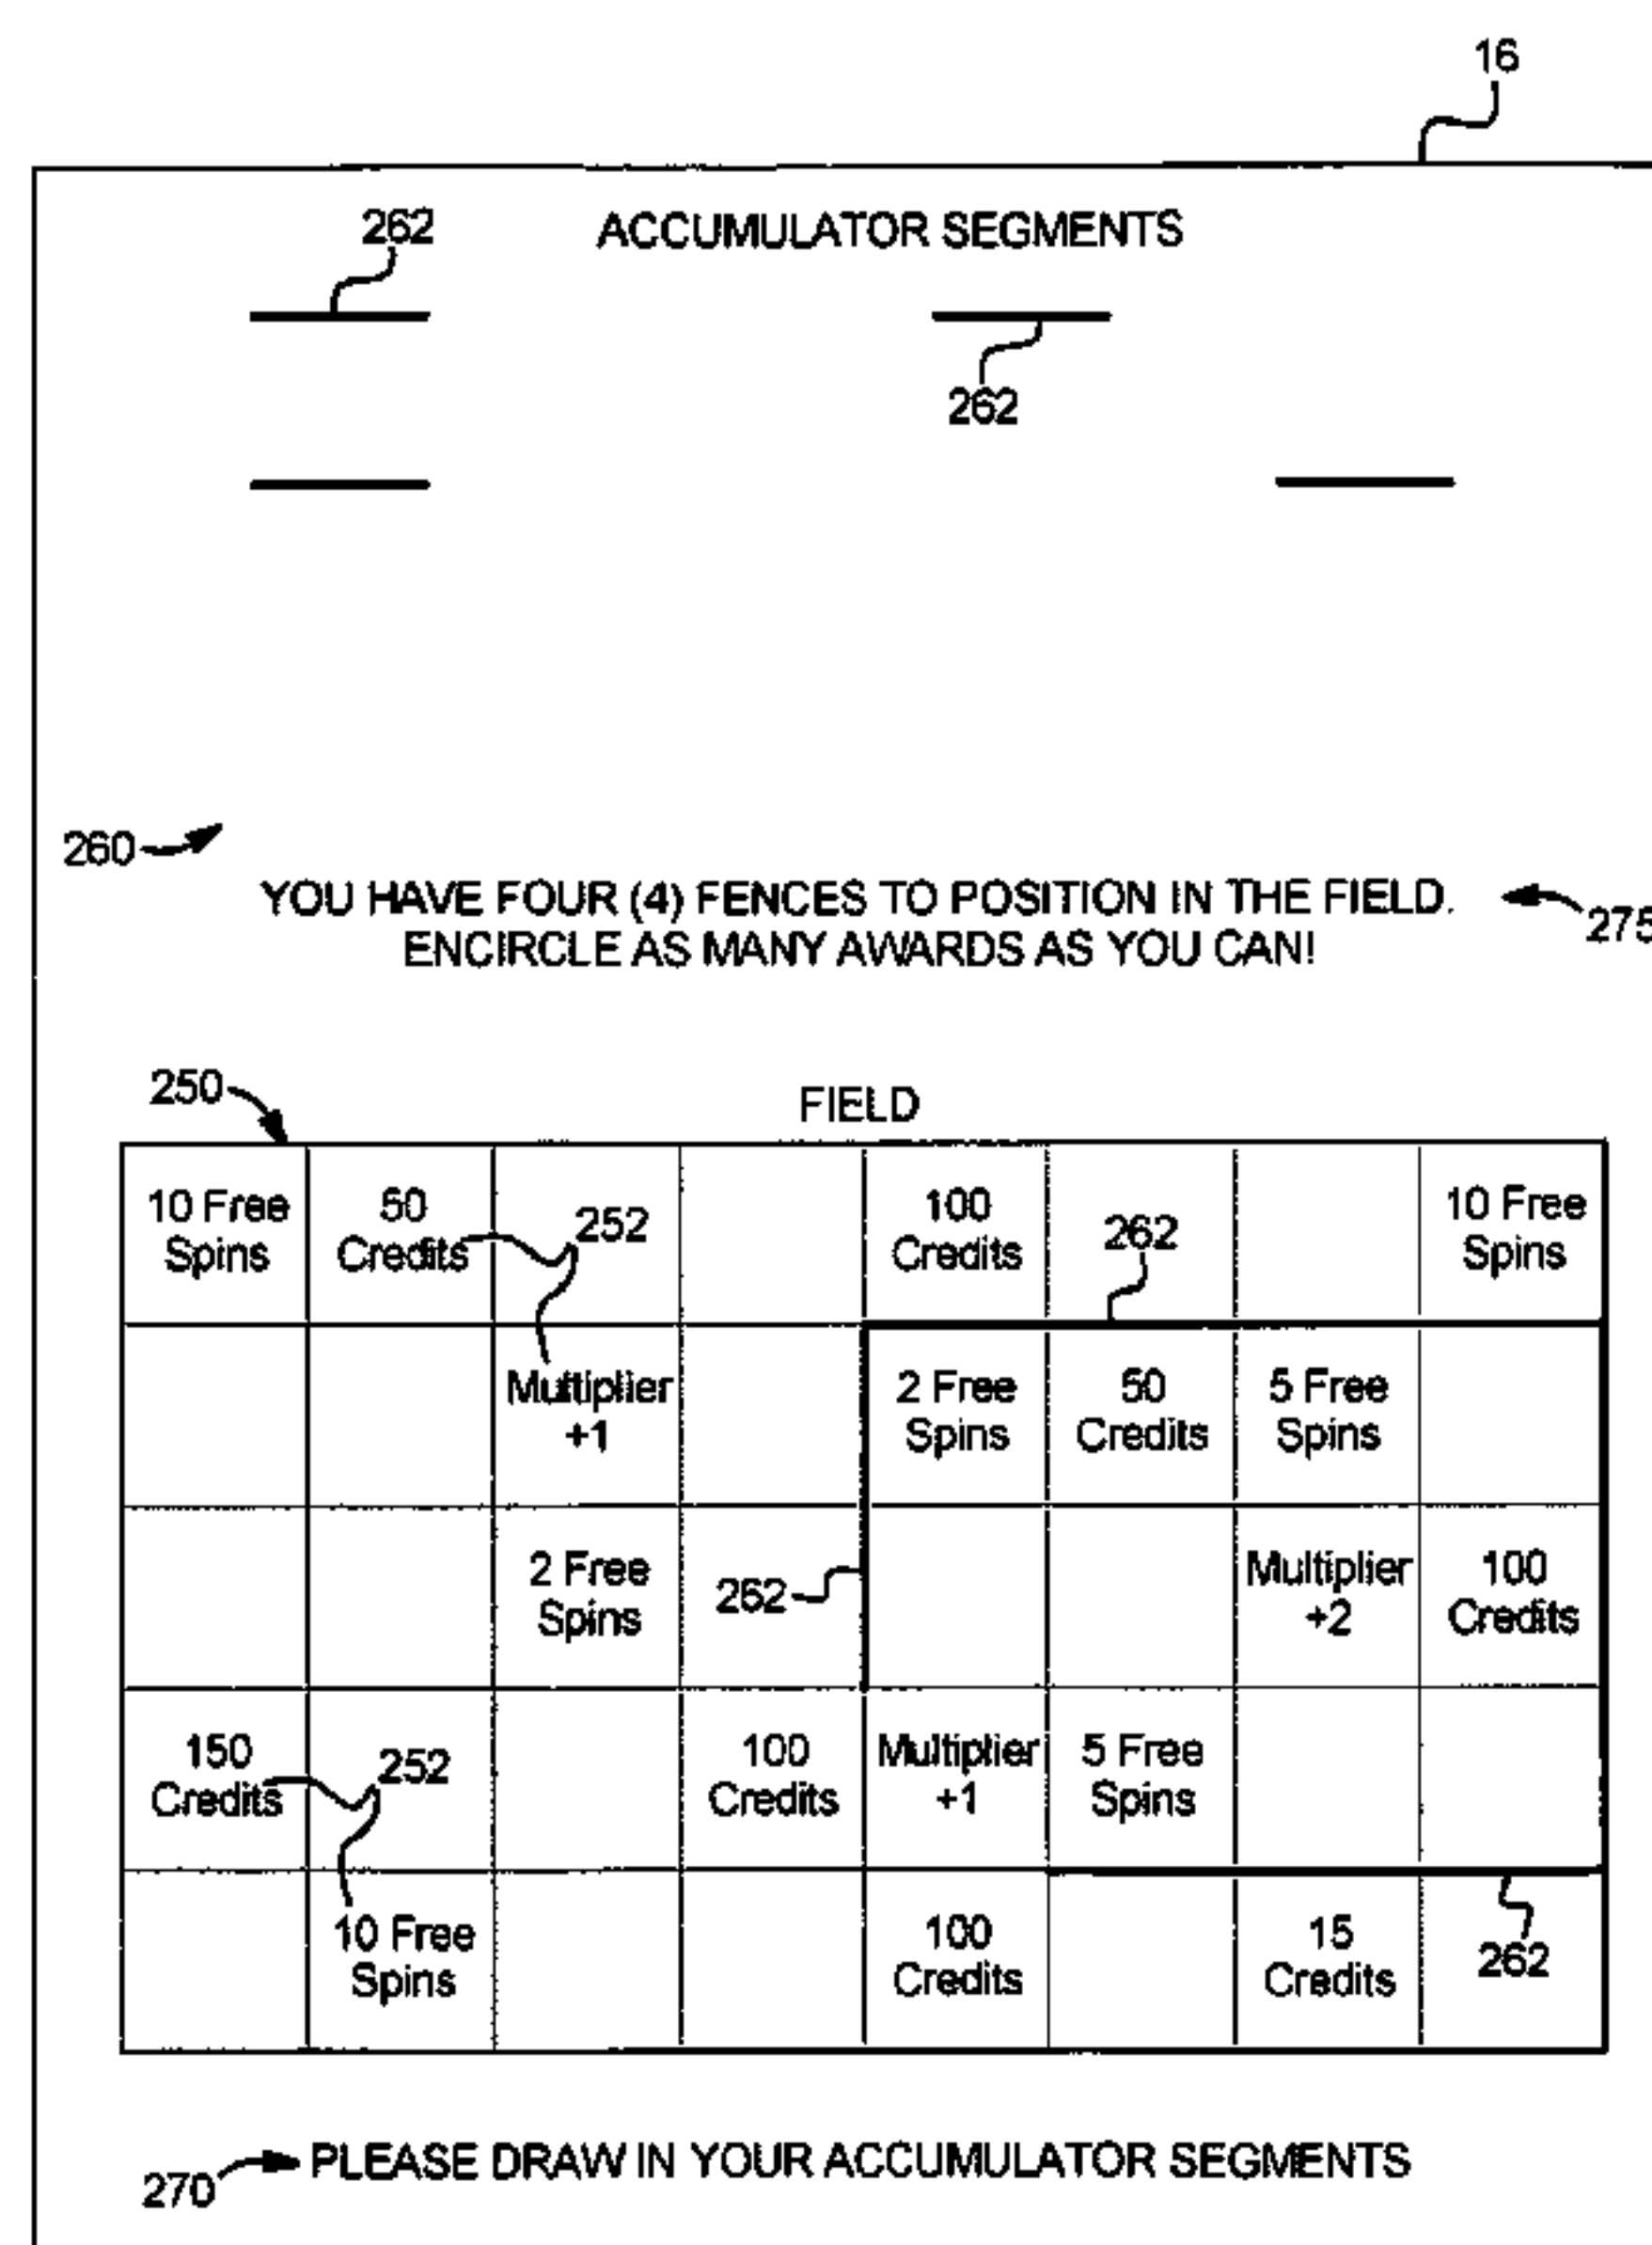 16
262
ACCUMULATOR SEGMENTS
262
260
YOU HAVE FOUR (4) FENCES TO POSITION IN THE FIELD.
275
ENCIRCLE AS MANY AWARDS AS YOU CAN!
250
FIELD
10 Free
Spins
50
Credits
252
100
Credits
262
10 Free
Spins
Multiplier
+1
2 Free
Spins
50
Credits
5 Free
Spins
2 Free
Spins
262
Multiplier
+2
100
Credits
150
Credits
252
100
Credits
Multiplier
+1
5 Free
Spins
10 Free
Spins
100
Credits
15
Credits
262
270
PLEASE DRAW IN YOUR ACCUMULATOR SEGMENTS